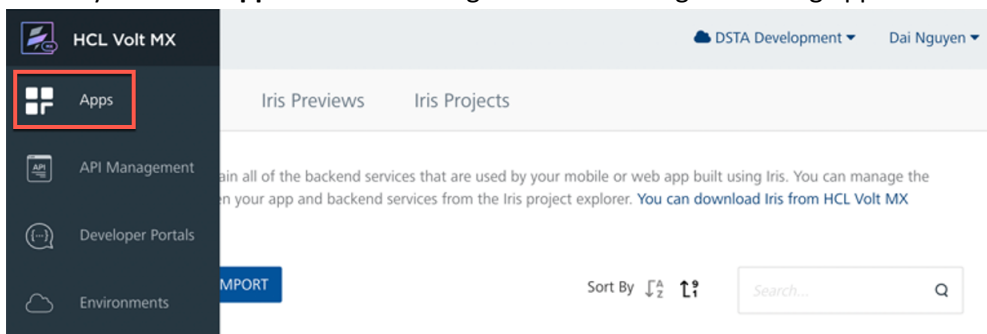 App
HCL Volt MX
DSTA Development
Dai Nguyen
Apps
Iris Previews
Iris Projects
API Management
ain all of the backend services that are used by your mobile or web app built using Iris. You can manage the
n your app and backend services from the Iris project explorer. You can download Iris from HCL Volt MX
Developer Portals
MPORT
Sort By
Search...
Environments